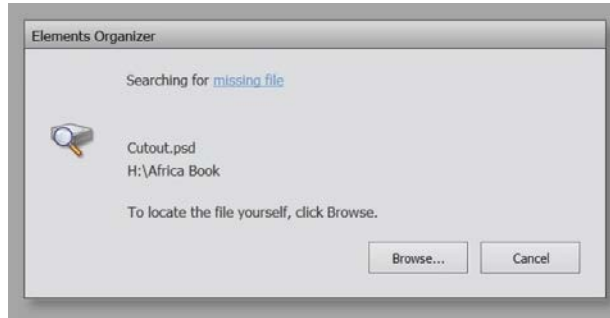 Elements Organizer
Searching for missing file
Cutout.psd
H:\Africa Book
To locate the file yourself, click Browse.
Browse... Cancel